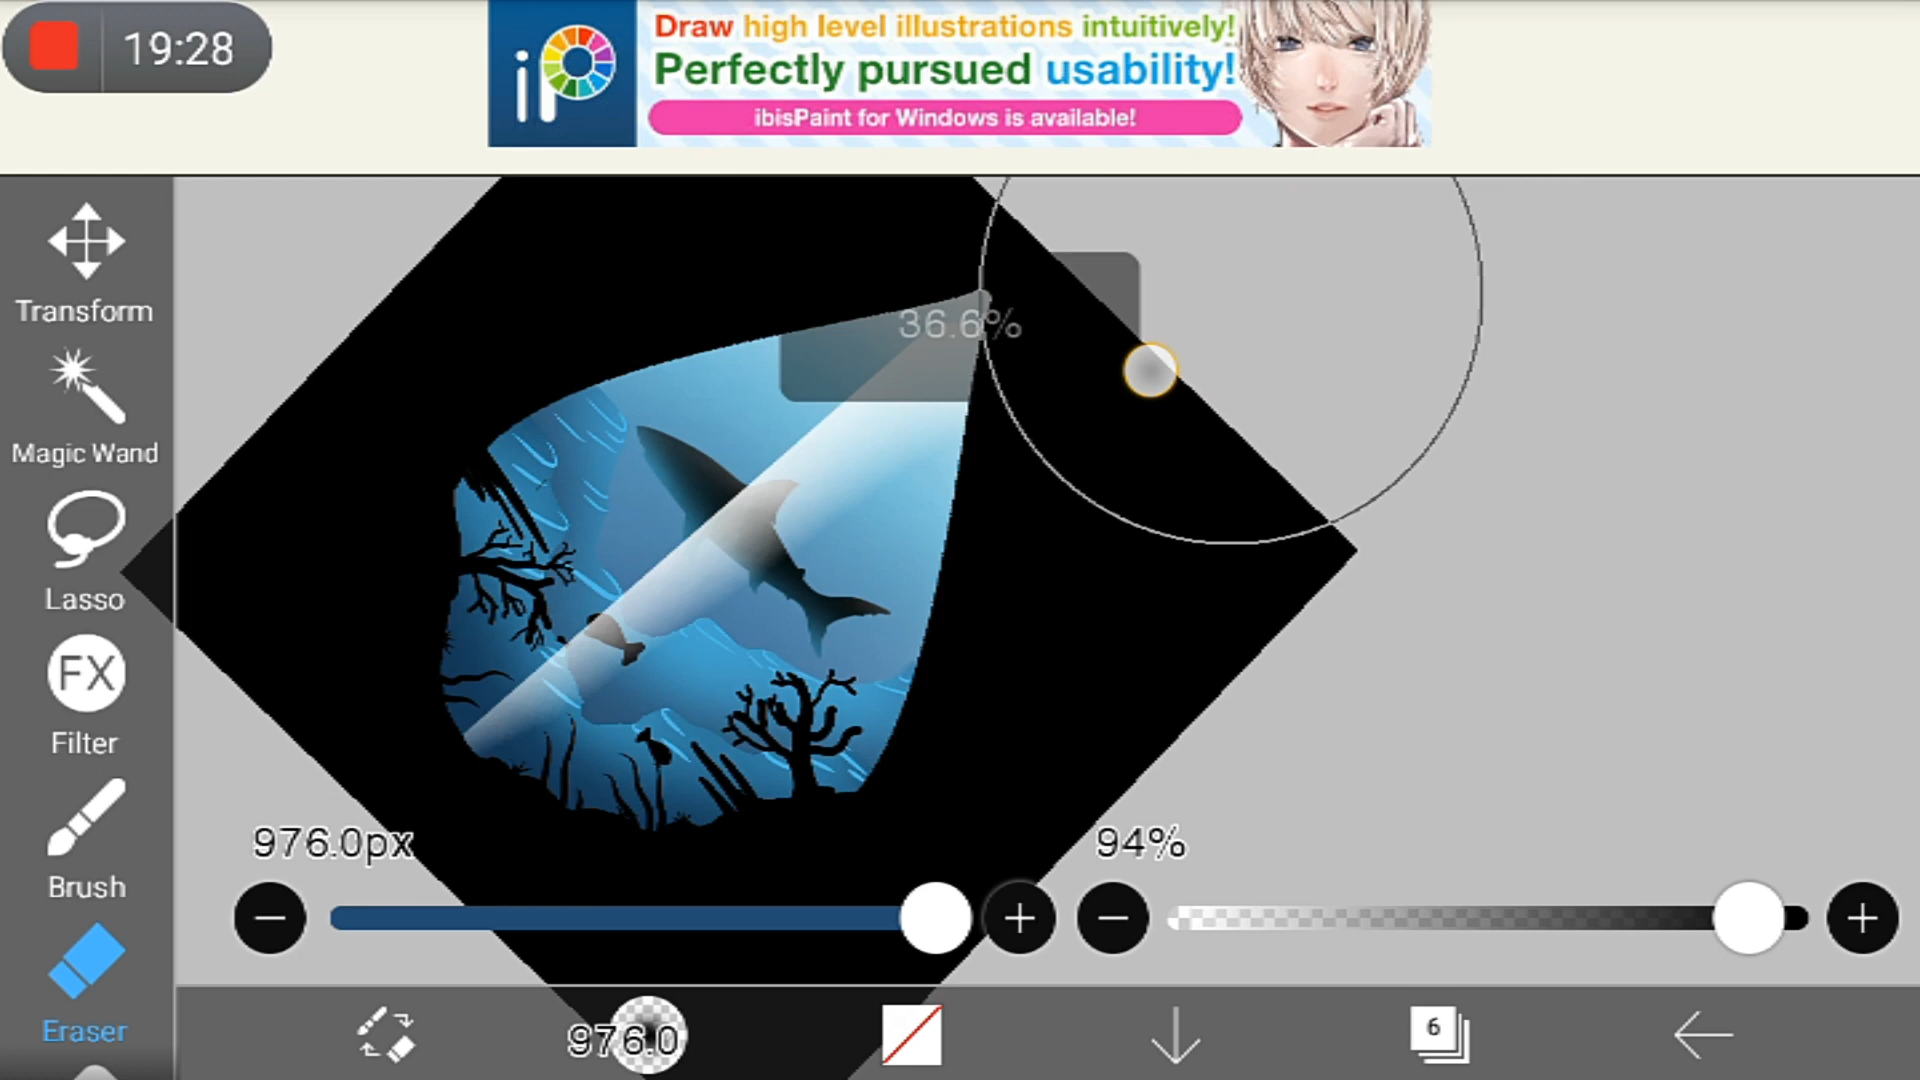 19:28
iP
Draw high level illustrations intuitively!
Perfectly pursued usability!
ibisPaint for Windows is available!
Transform
36.6%
Magic Wand
Lasso
FX
Filter
976.0px
94%
Brush
Eraser
976.0
6